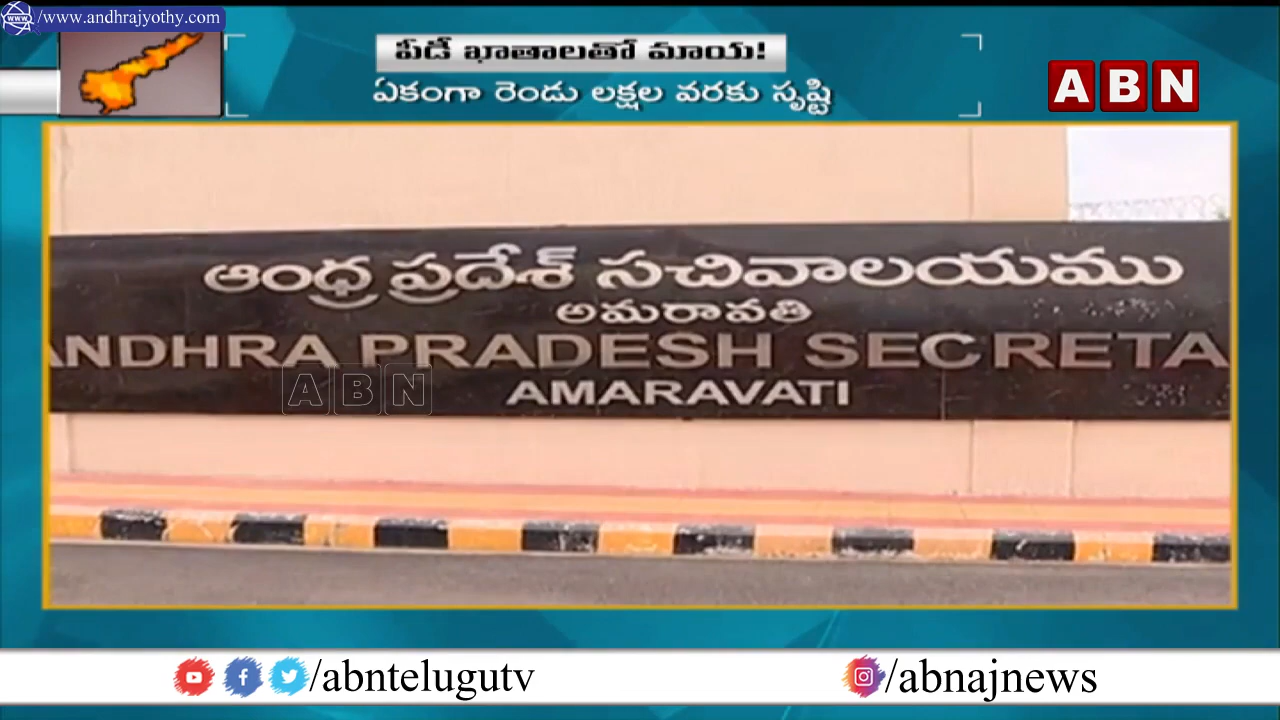 /www.andhrajyothy.com
పీడీ ఖాతాలతో మాయ!
ఏకంగా రెండు లక్షల వరకు సృష్టి
ABN
ఆంధ్ర ప్రదేశ్ సచివాలయము
అమరావతి
ANDHRA PRADESH SECRETA
ABN
AMARAVATI
/abntelugutv
/abnajnews